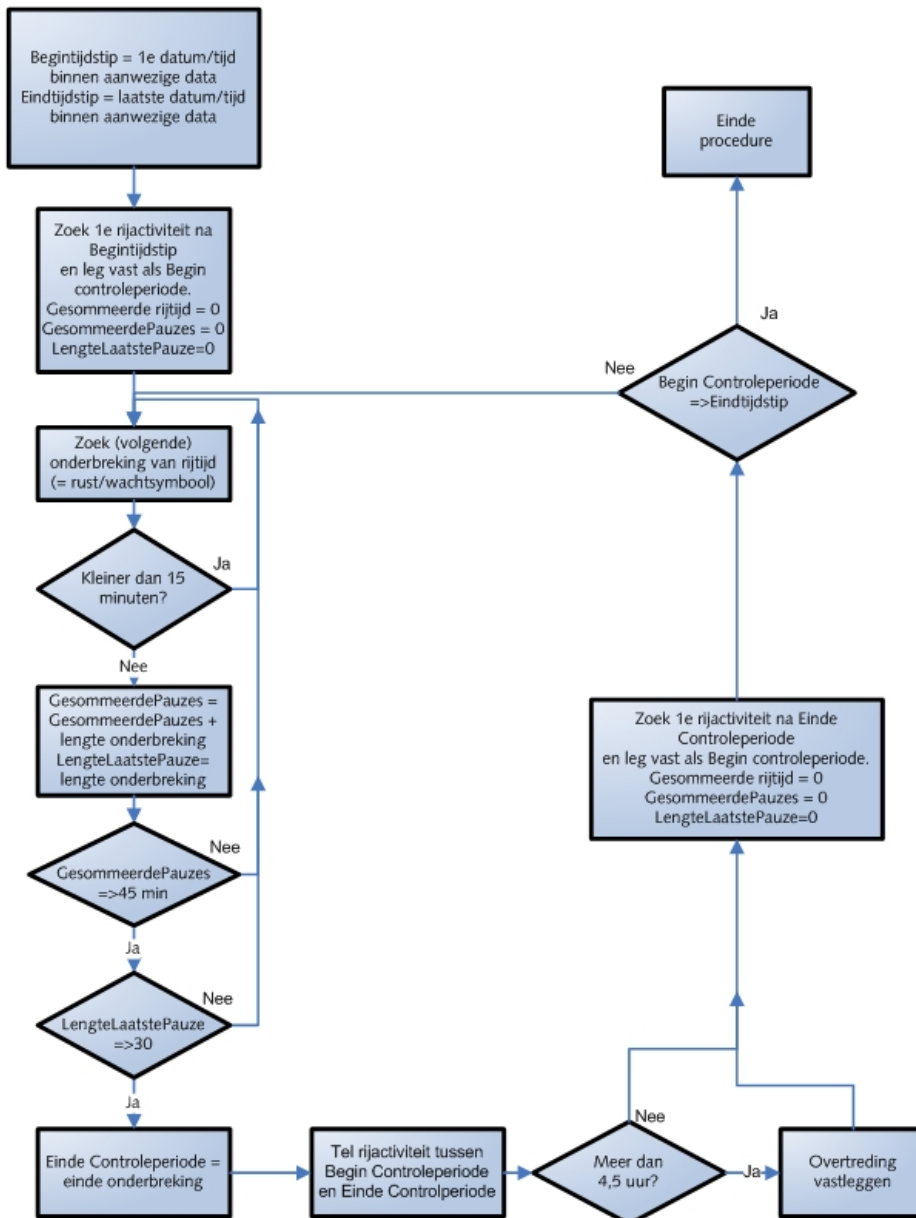 Begintijdstip = 1e datum/tijd
binnen aanwezige data
Eindtijdstip = laatste datum/tijd
binnen aanwezige data
Zoek 1e rijactiviteit na
Begintijdstip
en leg vast als Begin
controleperiode.
Gesommeerde rijtijd = 0
GesommeerdePauzes = 0
LengteLaatstePauze=0
Zoek (volgende)
onderbreking van rijtijd
(= rust/wachtsymbool)
Kleiner dan 15
minuten?
Ja
Nee
GesommeerdePauzes =
GesommeerdePauzes +
lengte onderbreking
LengteLaatstePauze=
lengte onderbreking
GesommeerdePauzes
=>45 min
Nee
Ja
LengteLaatstePauze
=>30
Nee
Ja
Einde Controleperiode =
einde onderbreking
Tel rijactiviteit tussen
Begin Controleperiode
en Einde Controlperiode
Meer dan
4,5 uur?
Nee
Ja
Overtreding
vastleggen
Zoek 1e rijactiviteit na Einde
Controleperiode
en leg vast als Begin controleperiode.
Gesommeerde rijtijd = 0
GesommeerdePauzes = 0
LengteLaatstePauze=0
Begin Controleperiode
=>Eindtijdstip
Nee
Ja
Einde
procedure